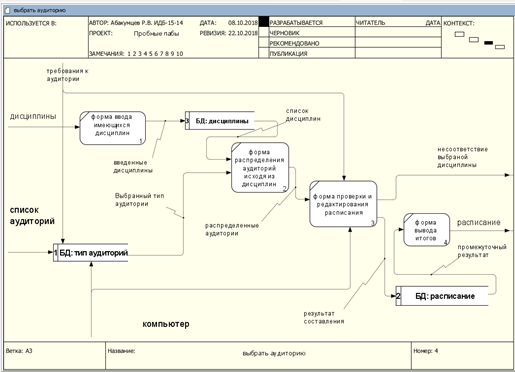 выбрать аудиторию
ИСПОЛЬЗУЕТСЯ В:
АВТОР: Абакумцев Р.В. ИДБ-15-14
ДАТА: 08.10.2018
ПРОЕКТ: Пробные лабы
РЕВИЗИЯ: 22.10.2018
ЗАМЕЧАНИЯ: 1 2 3 4 5 6 7 8 9 10
РАЗРАБАТЫВАЕТСЯ
ЧЕРНОВИК
РЕКОМЕНДОВАНО
ПУБЛИКАЦИЯ
ЧИТАТЕЛЬ
ДАТА
КОНТЕКСТ:
требования к
аудитории
дисциплины
форма ввода
имеющихся
дисциплин
1
3 БД: дисциплины
список
дисциплин
введенные
дисциплины
форма
распределения
аудиторий
исходя из
дисциплин
2
несоответствие
выбранной
дисциплины
Выбранный тип
аудитории
форма проверки и
редактирования
расписания
3
список
аудиторий
распределенные
аудитории
форма
вывода
итогов
4
расписание
1 БД: тип аудиторий
промежуточный
результат
2 БД: расписание
результат
составления
компьютер
Ветка: A3
Название:
выбрать аудиторию
Номер: 4